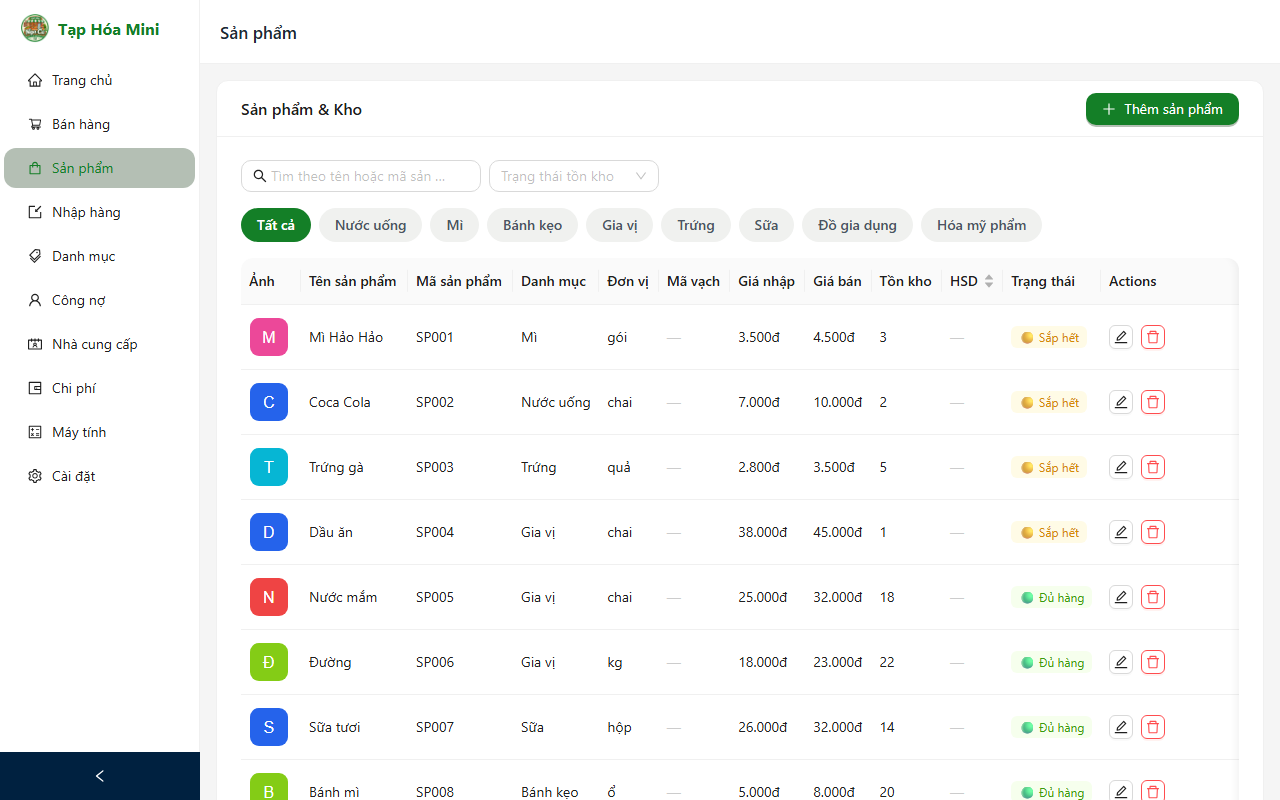 Tạp Hóa Mini
Sản phẩm
Trang chủ
Bán hàng
Sản phẩm
Nhập hàng
Danh mục
Công nợ
Nhà cung cấp
Chi phí
Máy tính
Cài đặt
Sản phẩm & Kho
Thêm sản phẩm
Tìm theo tên hoặc mã sản ...
Trạng thái tồn kho
Tất cả Nước uống Mì Bánh kẹo Gia vị Trứng Sữa Đồ gia dụng Hóa mỹ phẩm
Ảnh Tên sản phẩm Mã sản phẩm Danh mục Đơn vị Mã vạch Giá nhập Giá bán Tồn kho HSD Trạng thái Actions
M Mì Hảo Hảo SP001 Mì gói — 3.500đ 4.500đ 3 — Sắp hết
C Coca Cola SP002 Nước uống chai — 7.000đ 10.000đ 2 — Sắp hết
T Trứng gà SP003 Trứng quả — 2.800đ 3.500đ 5 — Sắp hết
D Dầu ăn SP004 Gia vị chai — 38.000đ 45.000đ 1 — Sắp hết
N Nước mắm SP005 Gia vị chai — 25.000đ 32.000đ 18 — Đủ hàng
Đ Đường SP006 Gia vị kg — 18.000đ 23.000đ 22 — Đủ hàng
S Sữa tươi SP007 Sữa hộp — 26.000đ 32.000đ 14 — Đủ hàng
B Bánh mì SP008 Bánh kẹo ổ — 5.000đ 8.000đ 20 — Đủ hàng